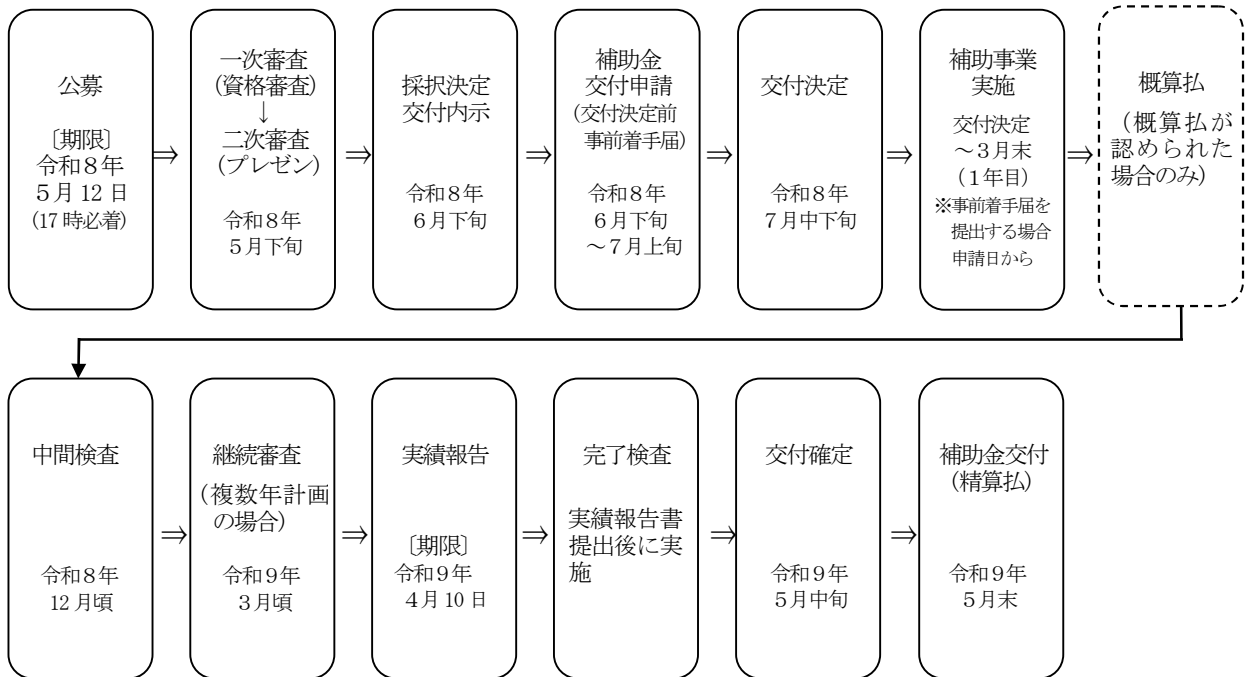 公募
〔期限〕
令和８年
５月 12 日
(17 時必着)
⇒
一次審査
(資格審査)
↓
二次審査
(プレゼン)
令和８年
５月下旬
⇒
採択決定
交付内示
令和８年
６月下旬
⇒
補助金
交付申請
(交付決定前
事前着手届)
令和８年
６月下旬
～７月上旬
⇒
交付決定
令和８年
７月中下旬
⇒
補助事業
実施
交付決定
～３月末
(１年目)
※事前着手届を
提出する場合
申請日から
⇒
概算払
(概算払が
認められた
場合のみ)
中間検査
令和８年
12 月頃
⇒
継続審査
(複数年計画
の場合)
令和９年
３月頃
⇒
実績報告
〔期限〕
令和９年
４月 10 日
⇒
完了検査
実績報告書
提出後に実
施
⇒
交付確定
令和９年
５月中旬
⇒
補助金交付
(精算払)
令和９年
５月末